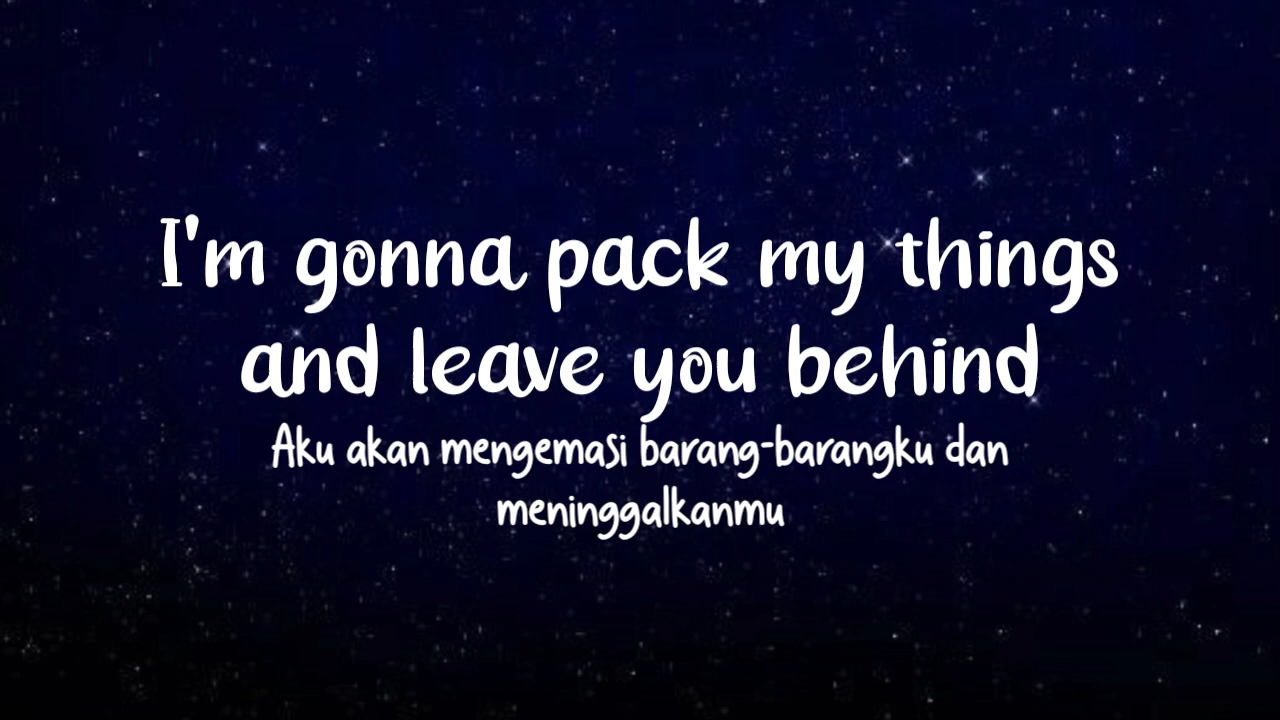 I'm gonna pack my things
and leave you behind
Aku akan mengemasi barang-barangku dan
meninggalkanmu